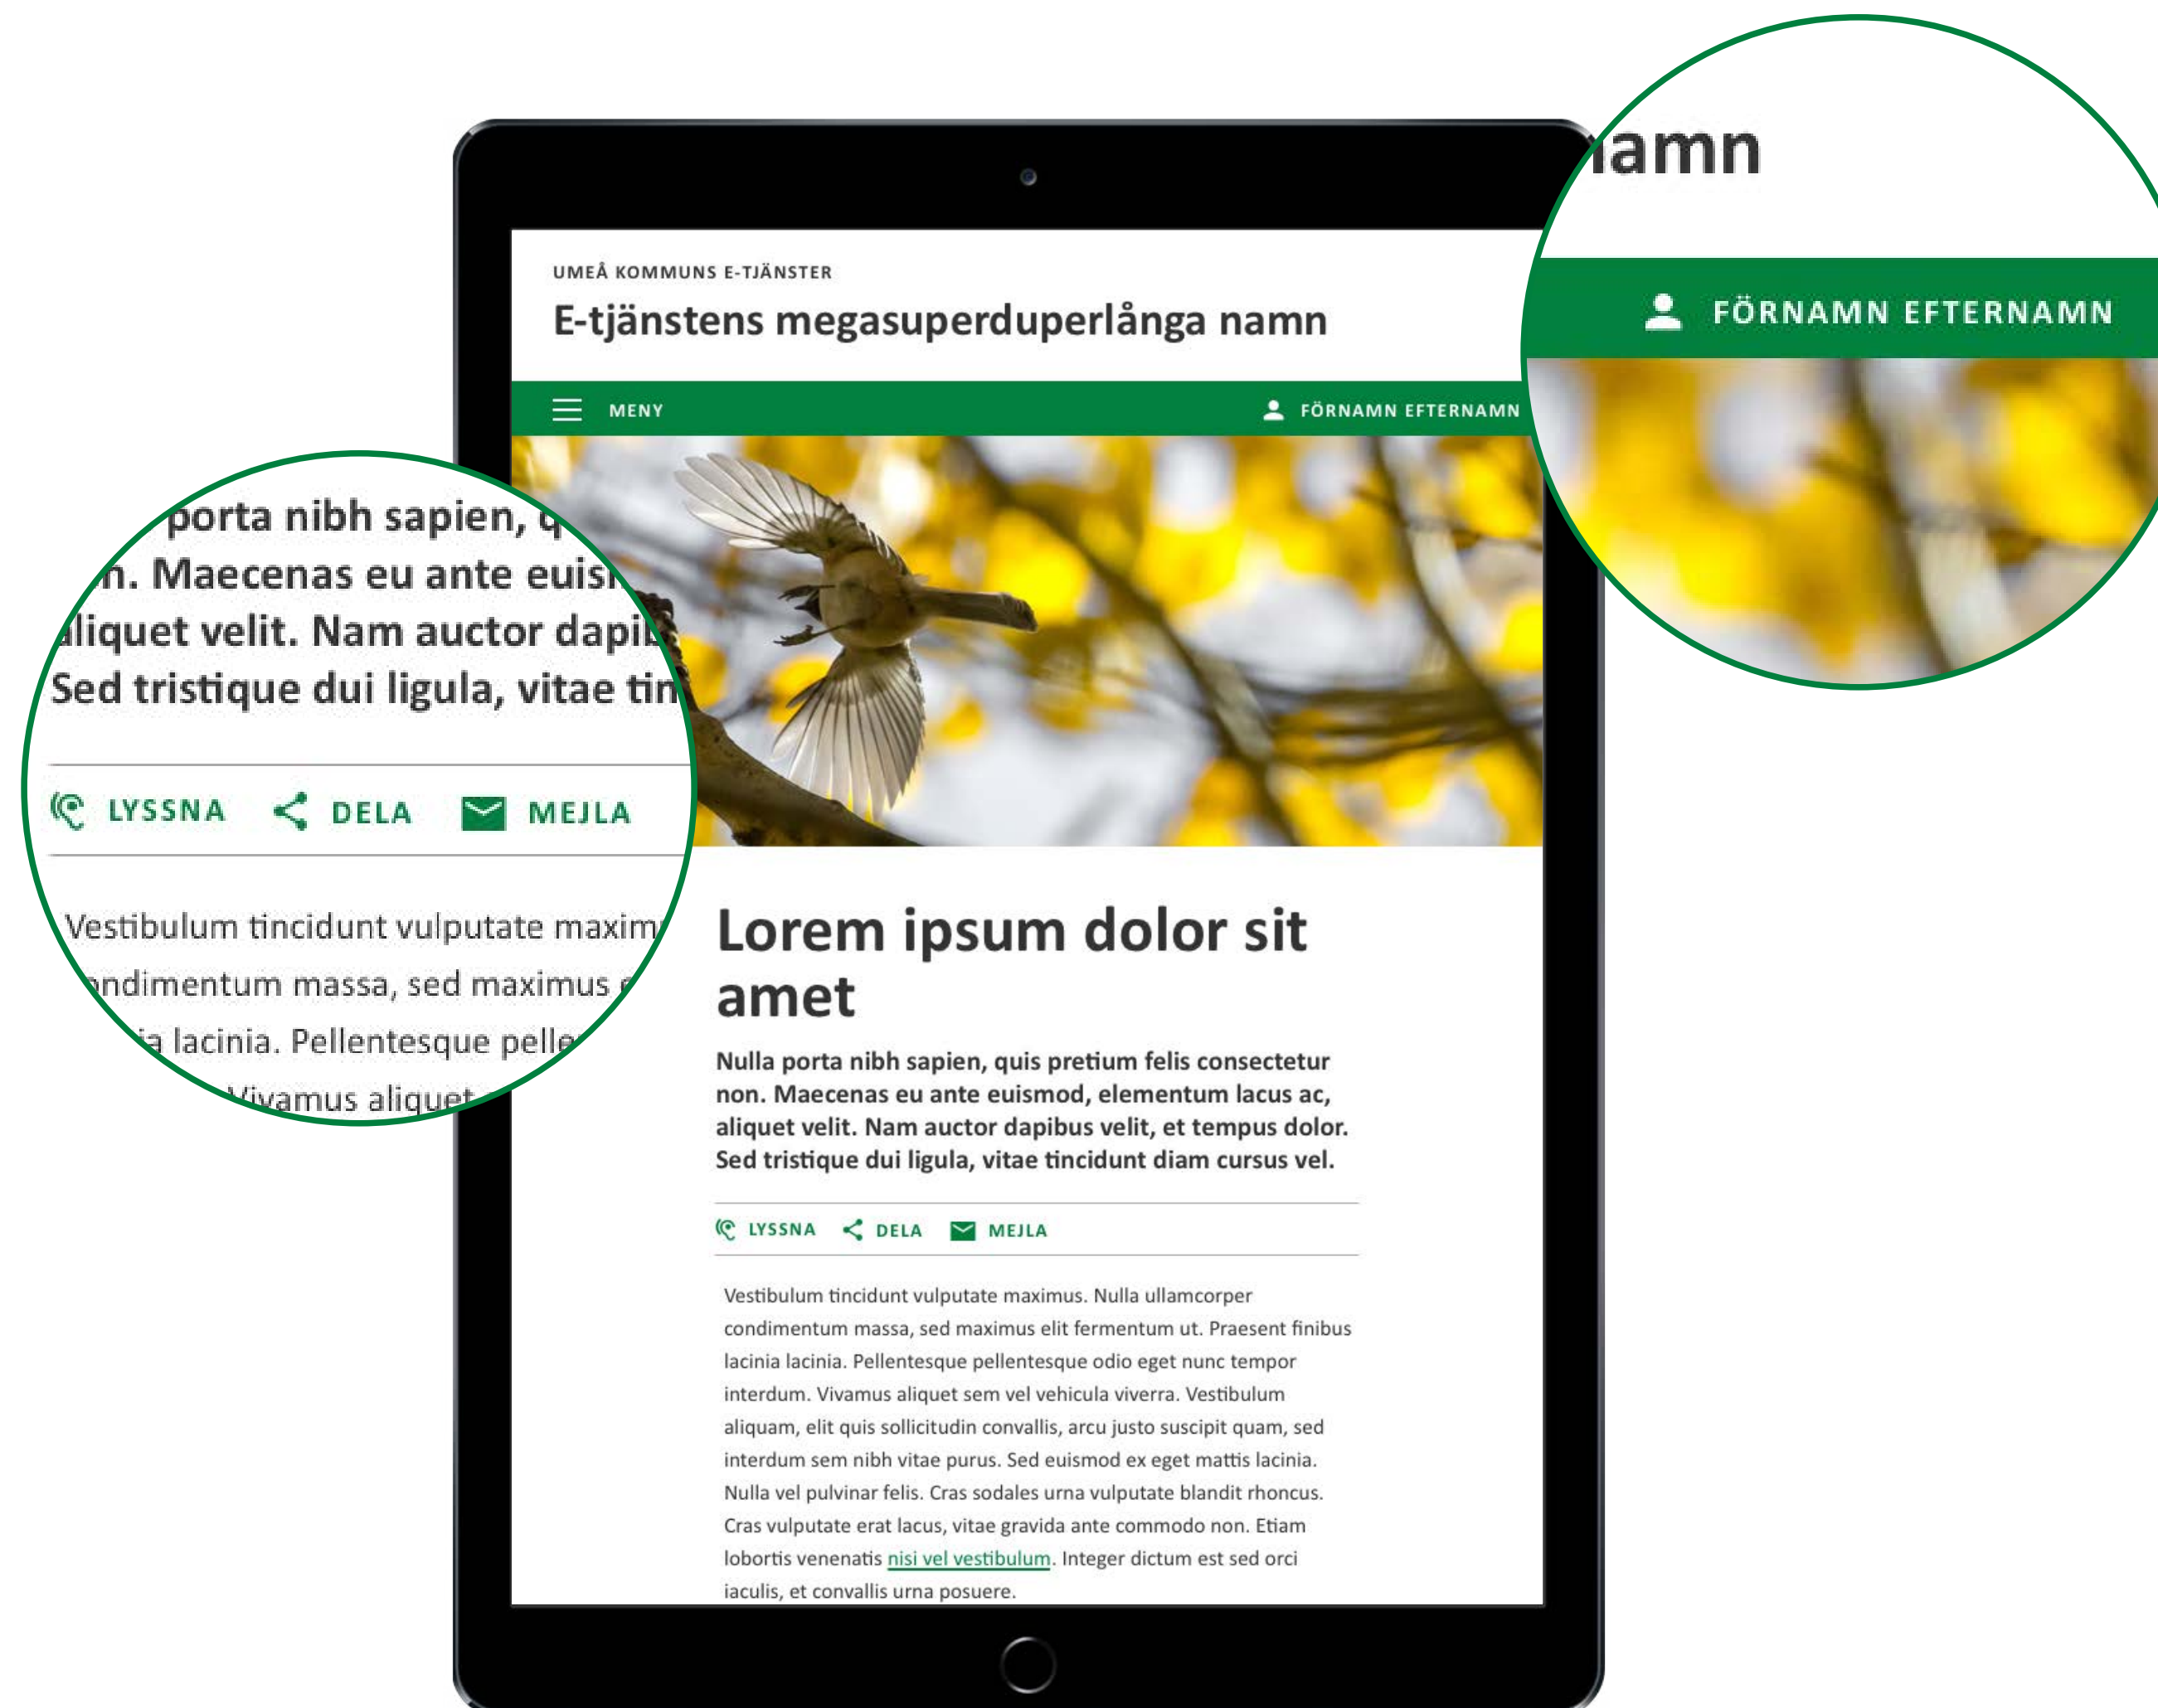 UMEÅ KOMMUNS E-TJÄNSTER
E-tjänstens megasuperduperlånga namn
MENY
FÖRNAMN EFTERNAMN
Lorem ipsum dolor sit
amet
Nulla porta nibh sapien, quis pretium felis consectetur
non. Maecenas eu ante euismod, elementum lacus ac,
aliquet velit. Nam auctor dapibus velit, et tempus dolor.
Sed tristique dui ligula, vitae tincidunt diam cursus vel.
LYSSNA DELA MEJLA
Vestibulum tincidunt vulputate maximus. Nulla ullamcorper
condimentum massa, sed maximus elit fermentum ut. Praesent finibus
lacinia lacinia. Pellentesque pellentesque odio eget nunc tempor
interdum. Vivamus aliquet sem vel vehicula viverra. Vestibulum
aliquam, elit quis sollicitudin convallis, arcu justo suscipit quam, sed
interdum sem nibh vitae purus. Sed euismod ex eget mattis lacinia.
Nulla vel pulvinar felis. Cras sodales urna vulputate blandit rhoncus.
Cras vulputate erat lacus, vitae gravida ante commodo non. Etiam
lobortis venenatis nisi vel vestibulum. Integer dictum est sed orci
iaculis, et convallis urna posuere.
porta nibh sapien, q
n. Maecenas eu ante euis
aliquet velit. Nam auctor dapib
Sed tristique dui ligula, vitae tin
LYSSNA DELA MEJLA
Vestibulum tincidunt vulputate maxim
ondimentum massa, sed maximus e
ia lacinia. Pellentesque pelle
Vivamus aliquet
namn
FÖRNAMN EFTERNAMN